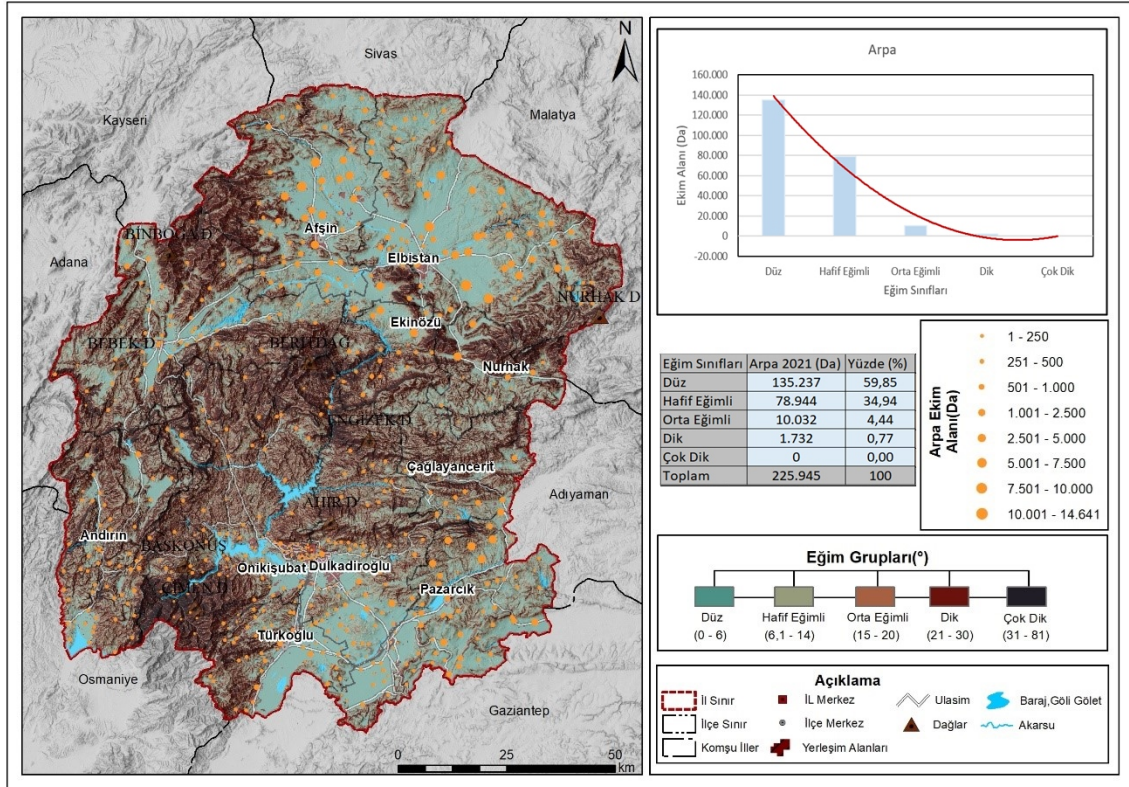 N
Sivas
Malatya
Kayseri
Adana
BİNBOĞA D
Afşin
Elbistan
NURHAK D
Ekinözü
BEBEK D
BERİTDAĞ
Nurhak
ENGİZEK D
Çağlayancerit
Adıyaman
AHIR D
Andırın
BAŞKONUŞ
Onikişubat
Dulkadiroğlu
ÇİMEN D
Pazarcık
Türkoğlu
Osmaniye
Gaziantep
0 25 50
km
Arpa
Ekim Alanı (Da)
160.000
140.000
120.000
100.000
80.000
60.000
40.000
20.000
0
-20.000
Düz Hafif Eğimli Orta Eğimli Dik Çok Dik
Eğim Sınıfları
Eğim Sınıfları Arpa 2021 (Da) Yüzde (%)
Düz 135.237 59,85
Hafif Eğimli 78.944 34,94
Orta Eğimli 10.032 4,44
Dik 1.732 0,77
Çok Dik 0 0,00
Toplam 225.945 100
Arpa Ekim
Alanı(Da)
1 - 250
251 - 500
501 - 1.000
1.001 - 2.500
2.501 - 5.000
5.001 - 7.500
7.501 - 10.000
10.001 - 14.641
Eğim Grupları(°)
Düz Hafif Eğimli Orta Eğimli Dik Çok Dik
(0 - 6) (6,1 - 14) (15 - 20) (21 - 30) (31 - 81)
Açıklama
İl Sınır İL Merkez Ulasim Baraj,Göli Gölet
İlçe Sınır İlçe Merkez Dağlar Akarsu
Komşu İller Yerleşim Alanları